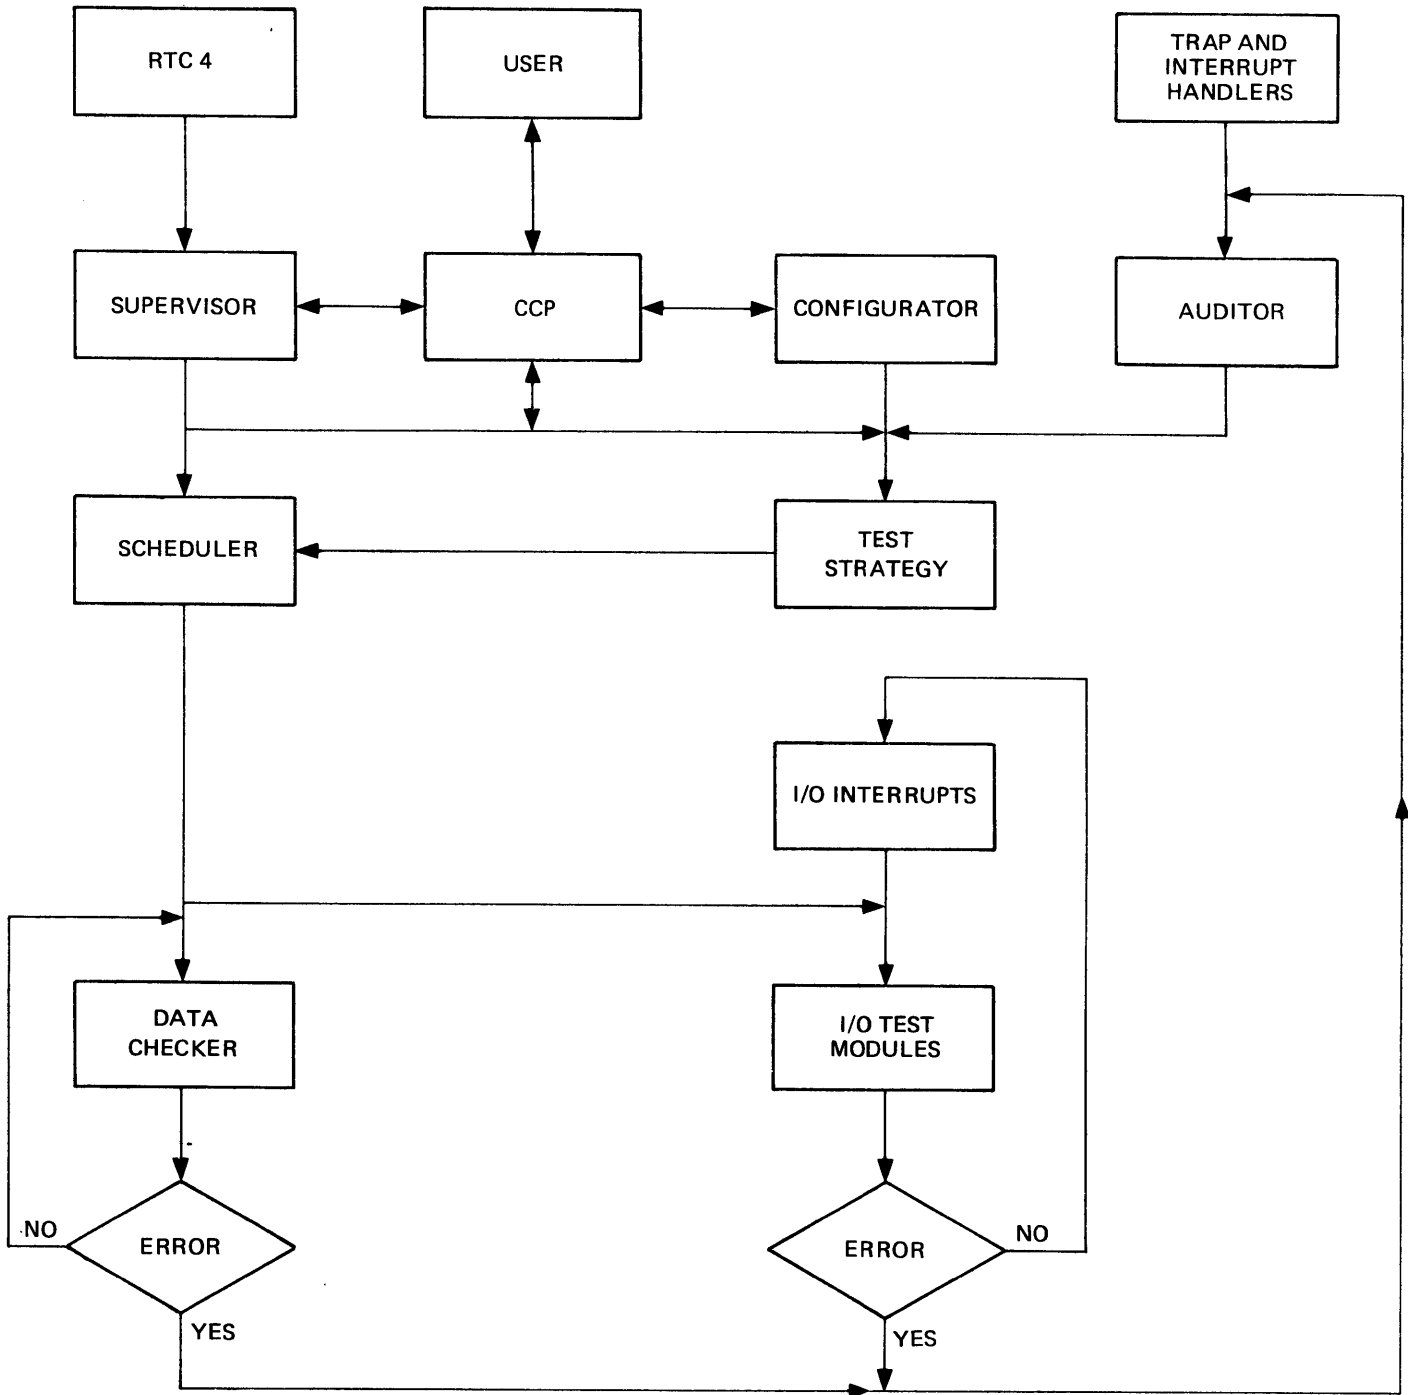 RTC 4
USER
TRAP AND
INTERRUPT
HANDLERS
SUPERVISOR
CCP
CONFIGURATOR
AUDITOR
SCHEDULER
TEST
STRATEGY
I/O INTERRUPTS
DATA
CHECKER
I/O TEST
MODULES
NO
ERROR
ERROR
NO
YES
YES